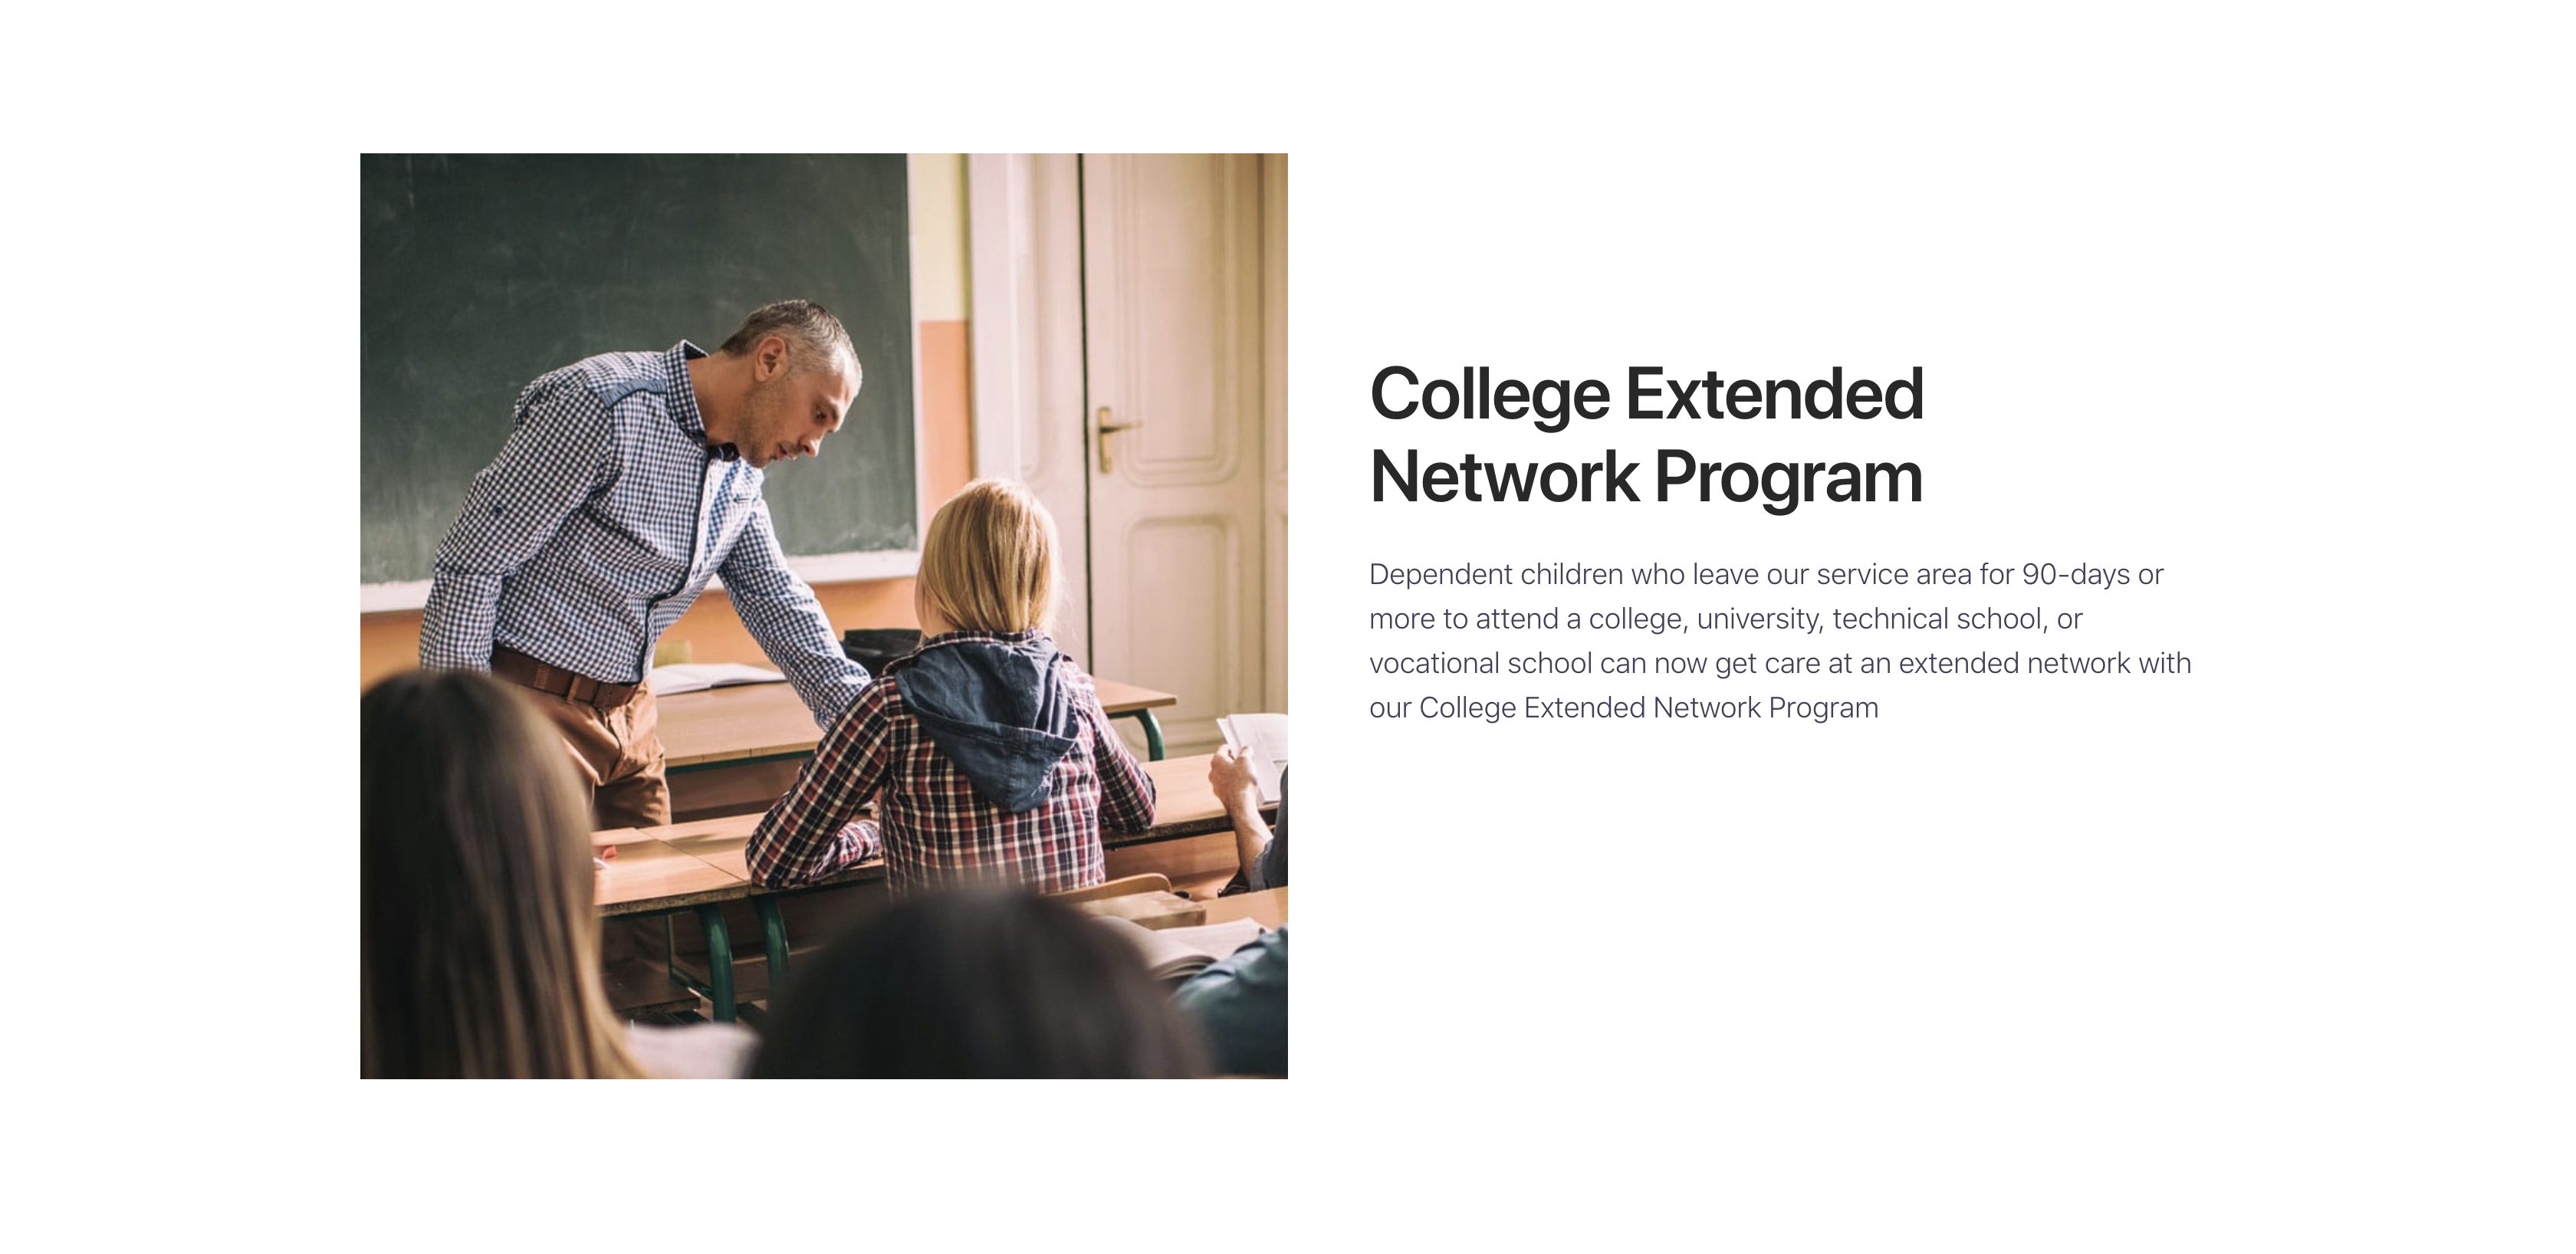 College Extended
Network Program
Dependent children who leave our service area for 90-days or
more to attend a college, university, technical school, or
vocational school can now get care at an extended network with
our College Extended Network Program